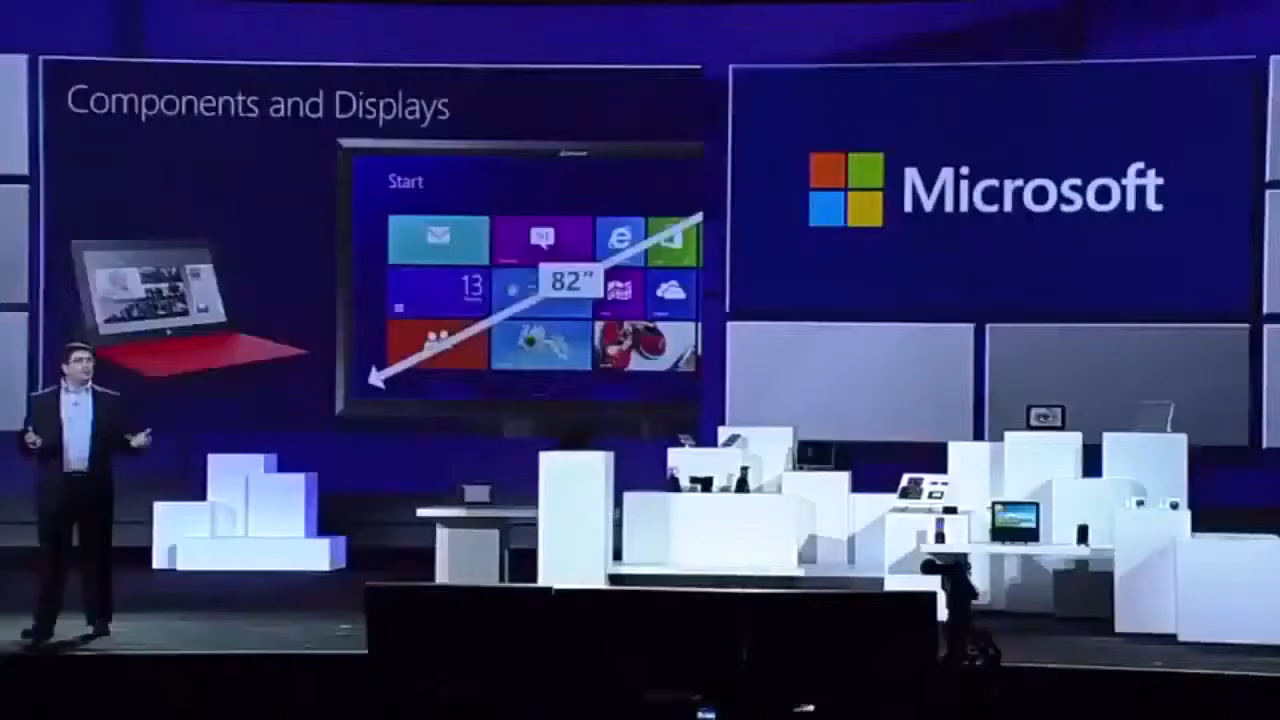 Components and Displays
Start
13
82”
Microsoft